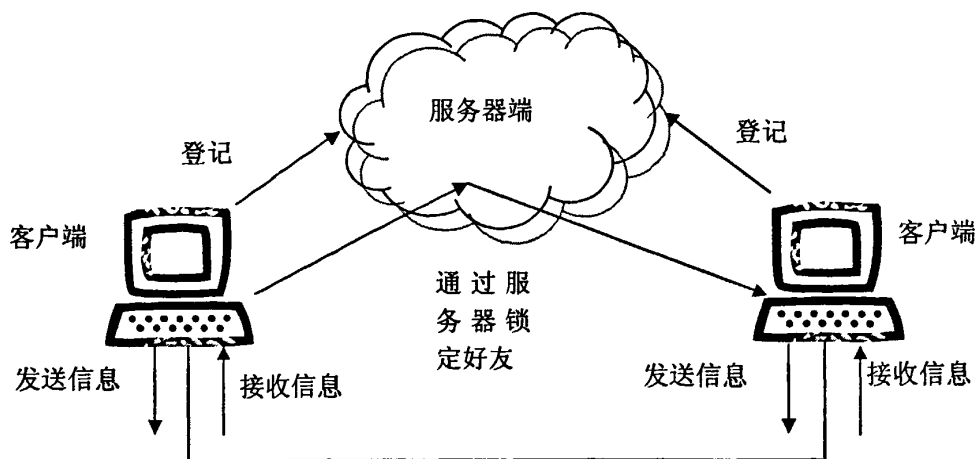 服务器端
登记
登记
客户端
客户端
通过服
务器锁
定好友
发送信息
接收信息
发送信息
接收信息